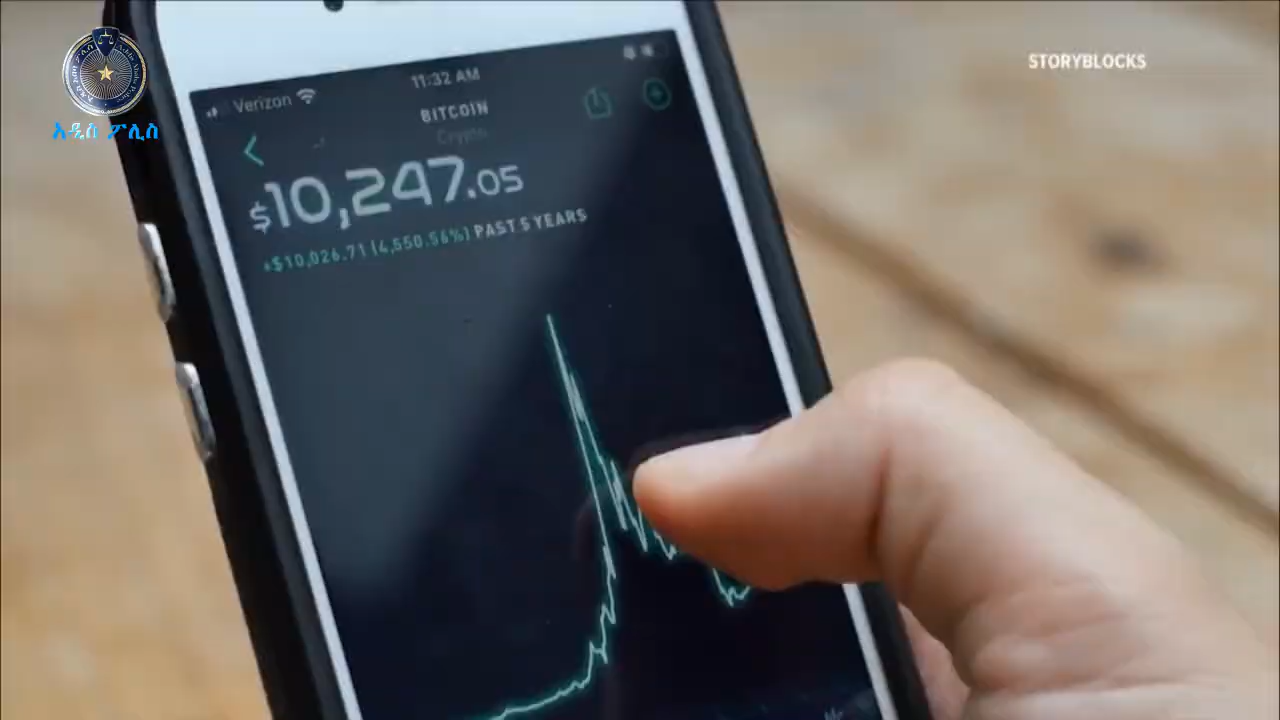 አዲስ ፖሊስ
STORYBLOCKS
Verizon
11:32 AM
BITCOIN
Crypto
$10,247.05
+$10,026.71 (4,550.56%) PAST 5 YEARS